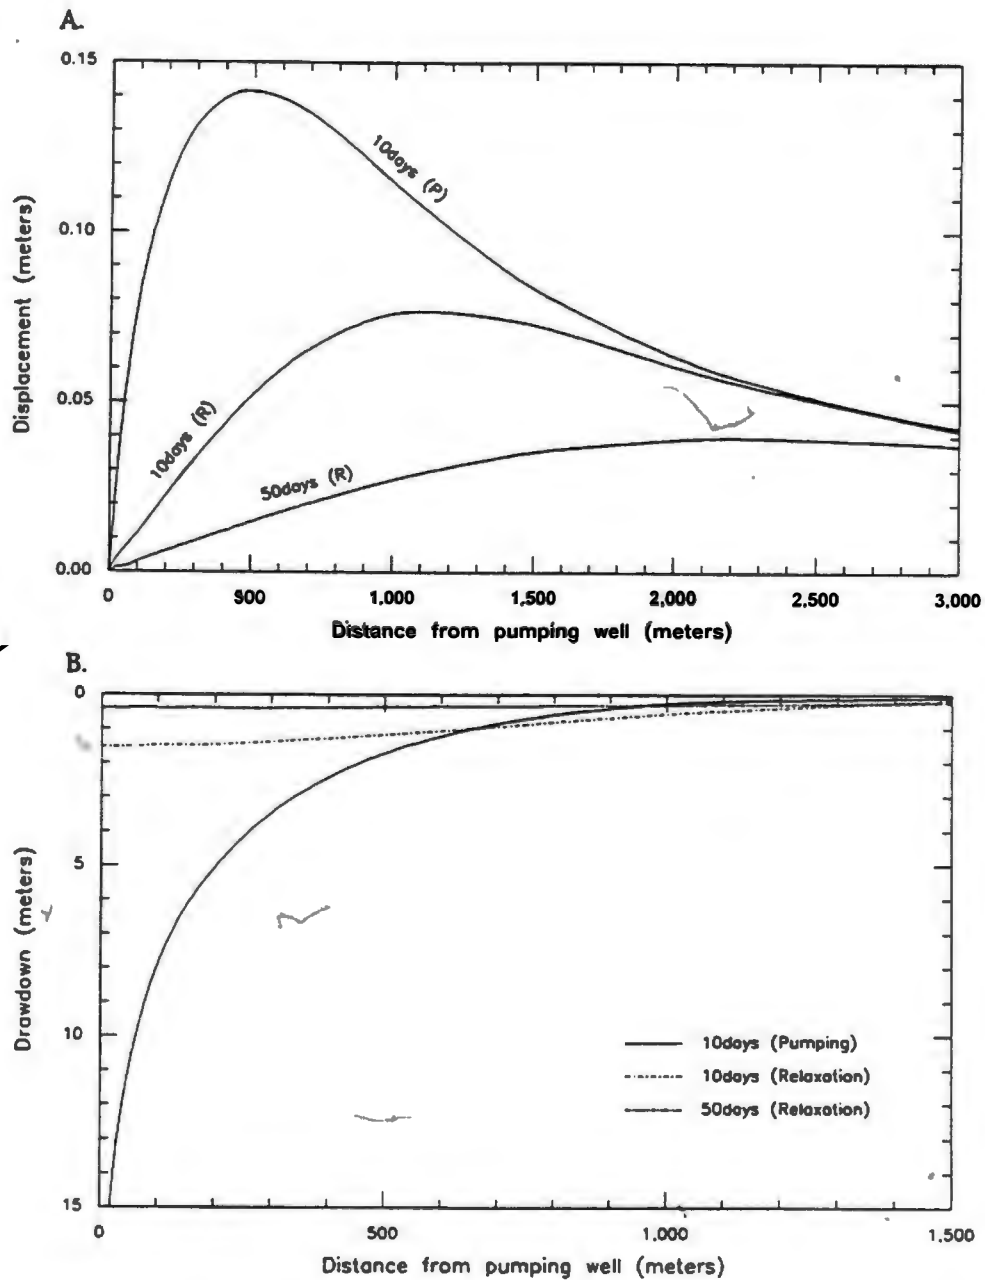 A.
0.15
0.10
0.05
0.00
Displacement (meters)
10days (P)
10days (R)
50days (R)
0 500 1,000 1,500 2,000 2,500 3,000
Distance from pumping well (meters)
B.
0
5
10
15
Drawdown (meters)
10days (Pumping)
10days (Relaxation)
50days (Relaxation)
0 500 1,000 1,500
Distance from pumping well (meters)